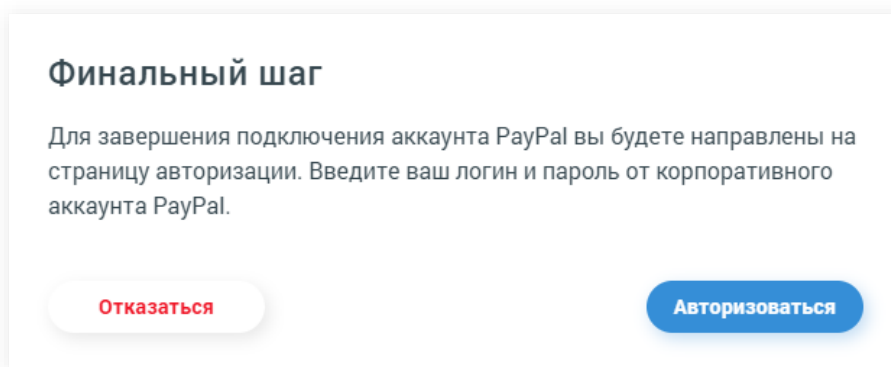 Финальный шаг
Для завершения подключения аккаунта PayPal вы будете направлены на
страницу авторизации. Введите ваш логин и пароль от корпоративного
аккаунта PayPal.
Отказаться
Авторизоваться